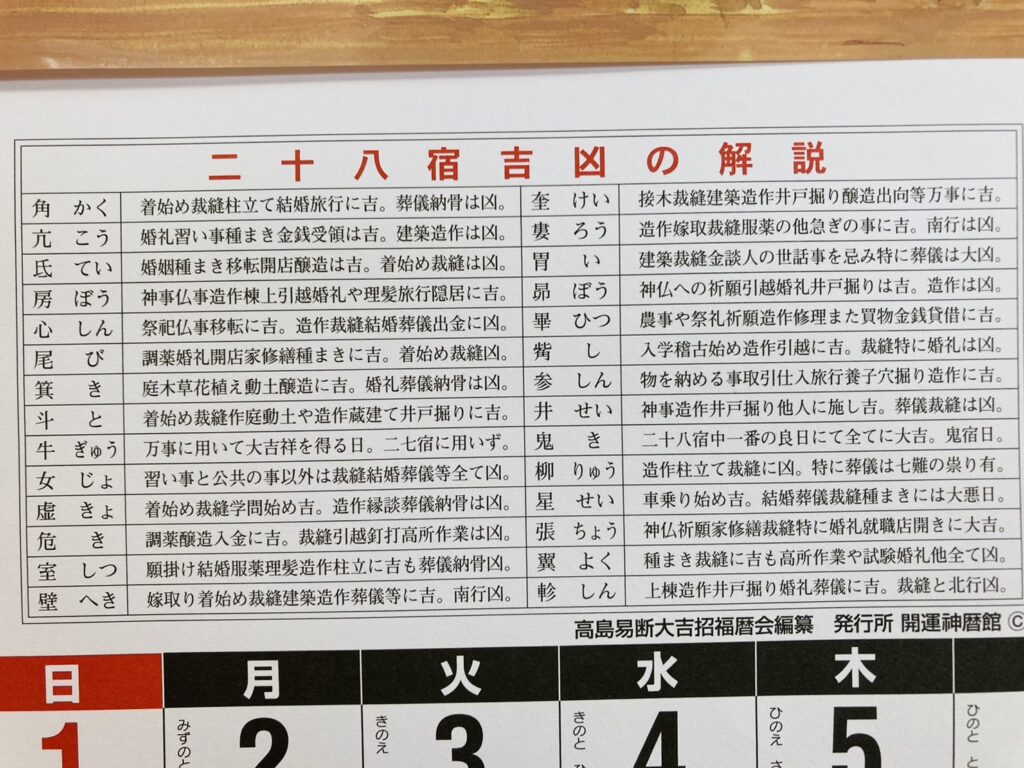 二十八宿吉凶の解説
角 かく 着始め裁縫柱立て結婚旅行に吉。葬儀納骨は凶。
亢 こう 婚礼習い事種まき金銭受領は吉。建築造作は凶。
氐 てい 婚姻種まき移転開店醸造は吉。着始め裁縫は凶。
房 ぼう 神事仏事造作棟上引越婚礼や理髪旅行隠居に吉。
心 しん 祭祀仏事移転に吉。造作裁縫結婚葬儀出金に凶。
尾 び 調薬婚礼開店家修繕種まきに吉。着始め裁縫凶。
箕 き 庭木草花植え動土醸造に吉。婚礼葬儀納骨は凶。
斗 と 着始め裁縫作庭動土や造作蔵建て井戸掘りに吉。
牛 ぎゅう 万事に用いて大吉祥を得る日。二七宿に用いず。
女 じょ 習い事と公共の事以外は裁縫結婚葬儀等全て凶。
虚 きょ 着始め裁縫学問始め吉。造作縁談葬儀納骨は凶。
危 き 調薬醸造入金に吉。裁縫引越釘打高所作業は凶。
室 しつ 願掛け結婚服薬理髪造作柱立に吉も葬儀納骨凶。
壁 へき 嫁取り着始め裁縫建築造作葬儀等に吉。南行凶。
奎 けい 接木裁縫建築造作井戸掘り醸造出向等万事に吉。
婁 ろう 造作嫁取裁縫服薬の他急ぎの事に吉。南行は凶。
胃 い 建築裁縫金談人の世話事を忌み特に葬儀は大凶。
昴 ぼう 神仏への祈願引越婚礼井戸掘りは吉。造作は凶。
畢 ひつ 農事や祭礼祈願造作修理また買物金銭貸借に吉。
觜 し 入学稽古始め造作引越に吉。裁縫特に婚礼は凶。
参 しん 物を納める事取引仕入旅行養子穴掘り造作に吉。
井 せい 神事造作井戸掘り他人に施し吉。葬儀裁縫は凶。
鬼 き 二十八宿中一番の良日にて全てに大吉。鬼宿日。
柳 りゅう 造作柱立て裁縫に凶。特に葬儀は七難の祟り有。
星 せい 車乗り始め吉。結婚葬儀裁縫種まきには大悪日。
張 ちょう 神仏祈願家修繕裁縫特に婚礼就職店開きに大吉。
翼 よく 種まき裁縫に吉も高所作業や試験婚礼他全て凶。
軫 しん 上棟造作井戸掘り婚礼葬儀に吉。裁縫と北行凶。
高島易断大吉招福暦会編纂 発行所 開運神暦館 ©
日 月 火 水 木
1 2 3 4 5
みずのと
きのえ
きのと ひ
ひのえ さ
ひのと と